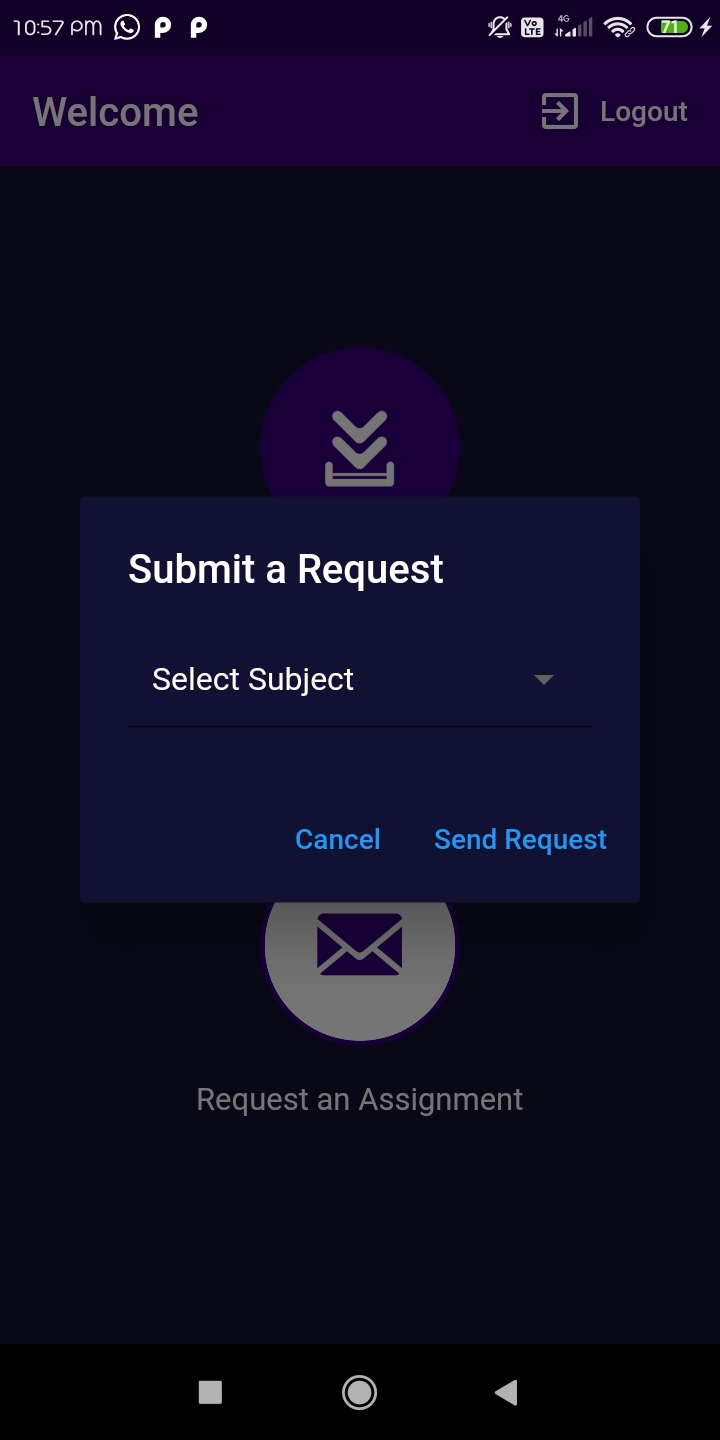 10:57 PM
Vo LTE
4G
71
Welcome
Logout
Submit a Request
Select Subject
Cancel
Send Request
Request an Assignment